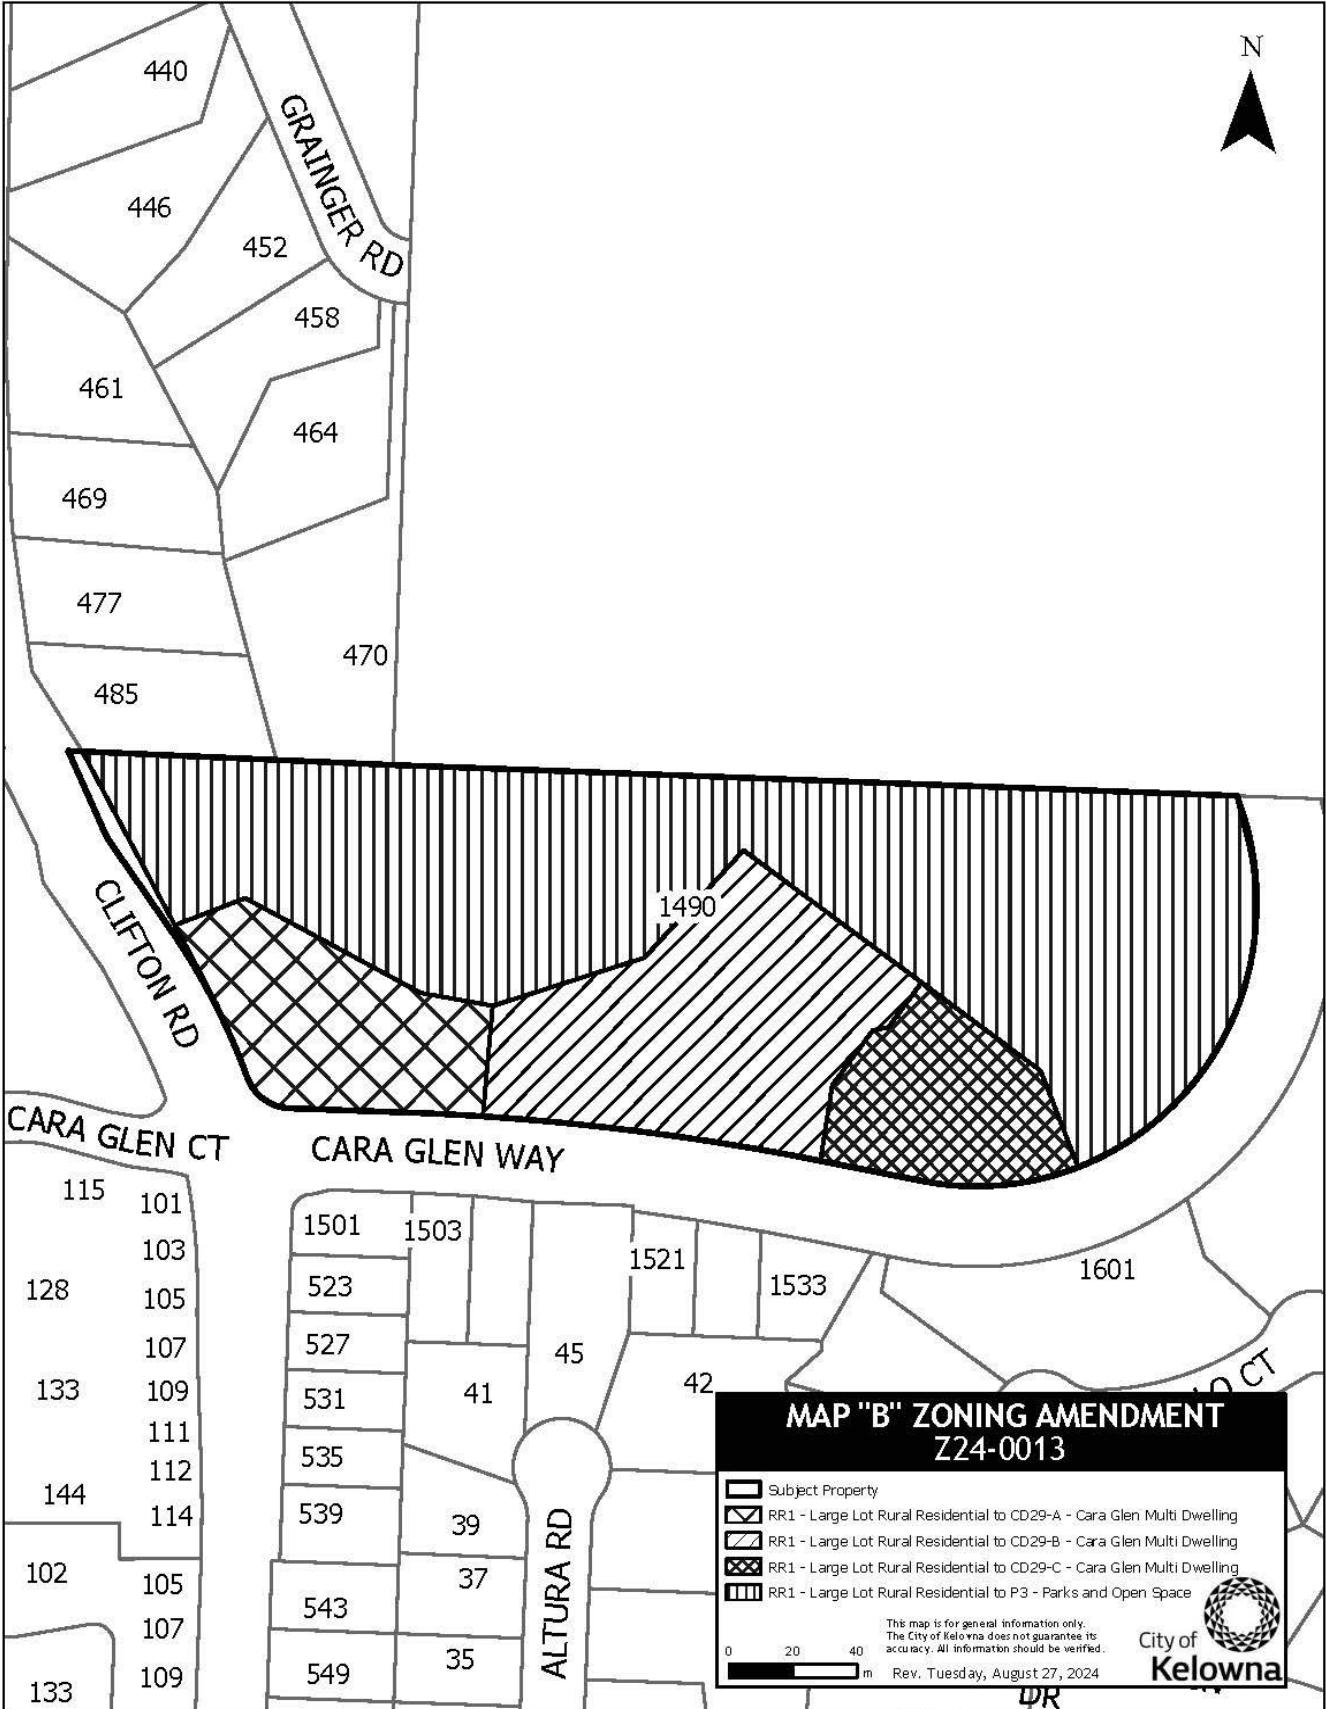 N
440
GRAINGER RD
446
452
458
461
464
469
477
470
485
1490
CLIFTON RD
CARA GLEN CT
CARA GLEN WAY
115
101
1501
1503
103
1521
128
105
523
1533
1601
107
527
45
133
109
531
41
42
CT
111
112
535
144
114
539
39
102
105
37
ALTURA RD
107
543
35
109
549
133
DR
MAP "B" ZONING AMENDMENT
Z24-0013
Subject Property
RR1 - Large Lot Rural Residential to CD29-A - Cara Glen Multi Dwelling
RR1 - Large Lot Rural Residential to CD29-B - Cara Glen Multi Dwelling
RR1 - Large Lot Rural Residential to CD29-C - Cara Glen Multi Dwelling
RR1 - Large Lot Rural Residential to P3 - Parks and Open Space
This map is for general information only.
The City of Kelowna does not guarantee its
accuracy. All information should be verified.
0 20 40
m
Rev. Tuesday, August 27, 2024
City of
Kelowna